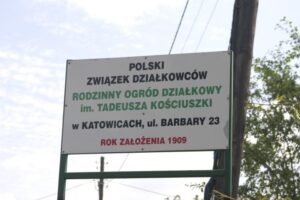 POLSKI
ZWIĄZEK DZIAŁKOWCÓW
RODZINNY OGRÓD DZIAŁKOWY
im. TADEUSZA KOŚCIUSZKI
w KATOWICACH, ul. BARBARY 23
ROK ZAŁOŻENIA 1909